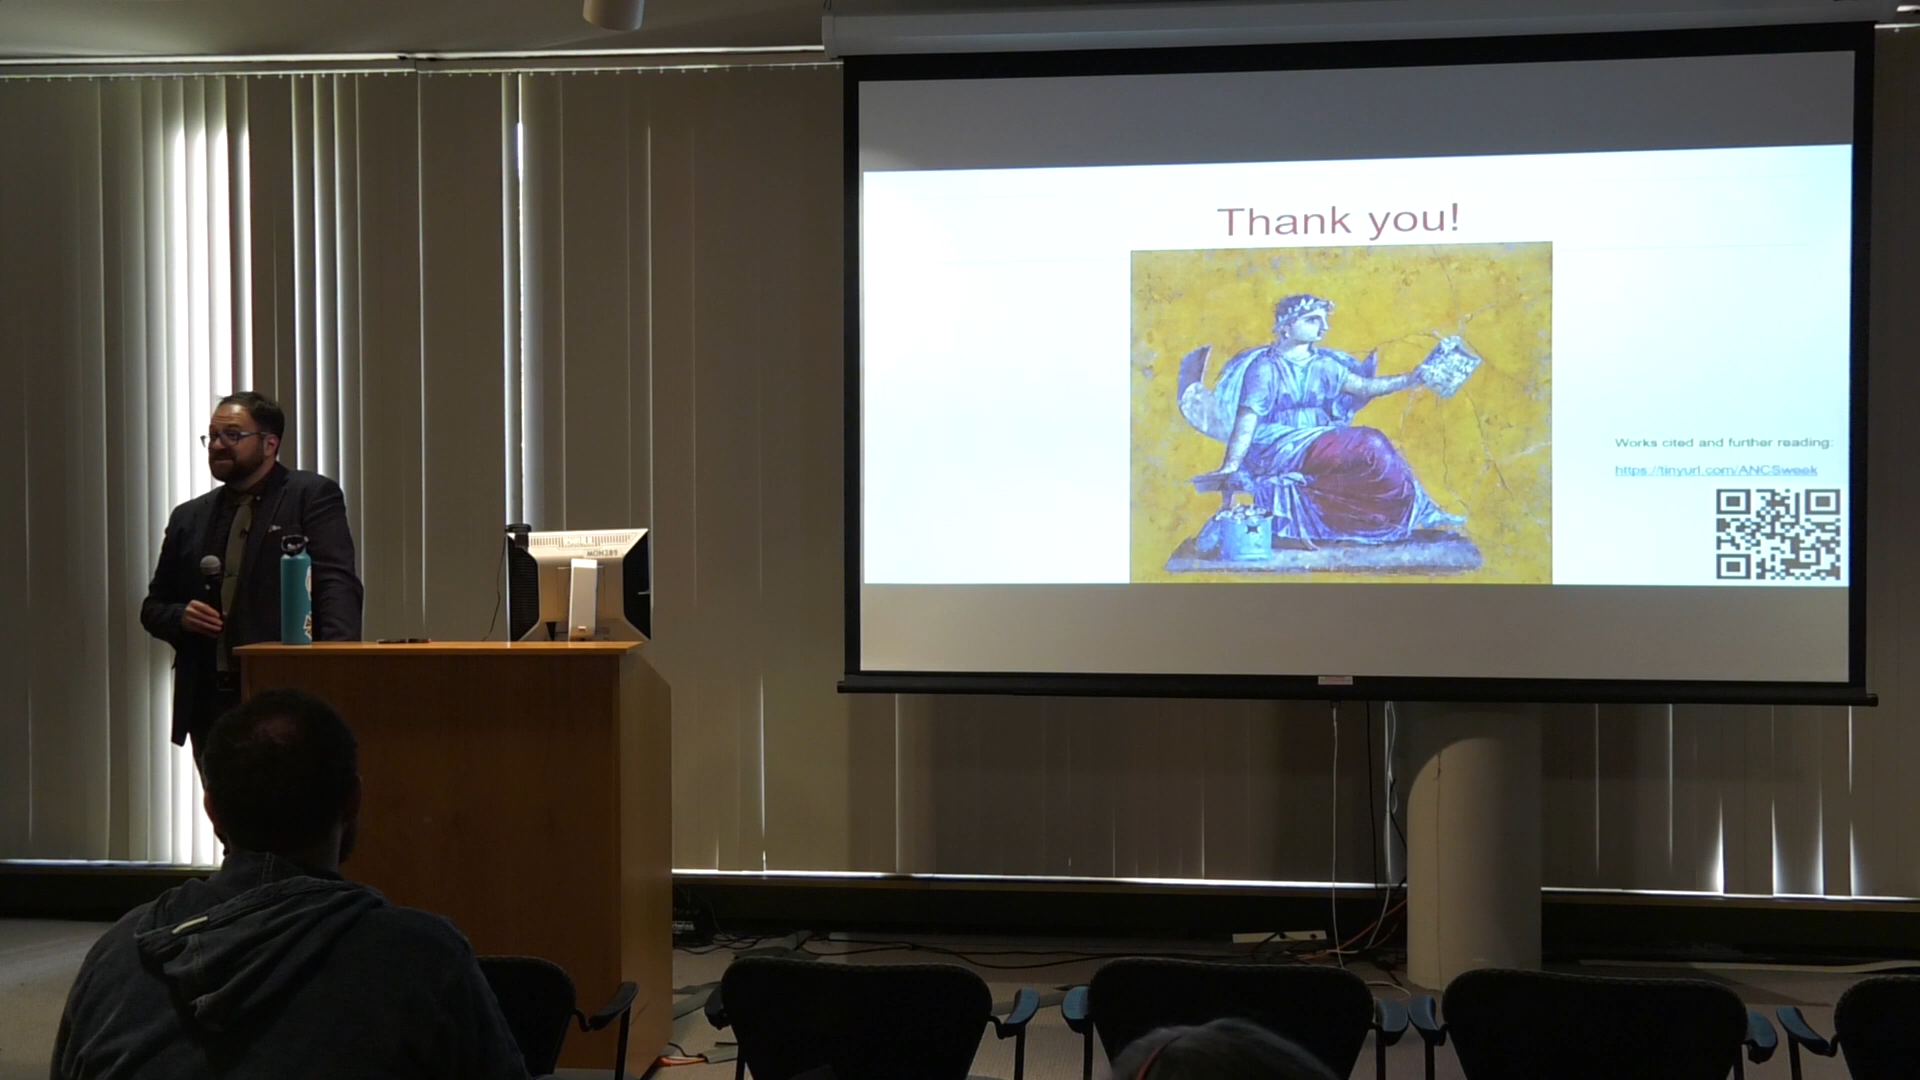 Thank you!
Works cited and further reading:
https://tinyurl.com/ANCSweek